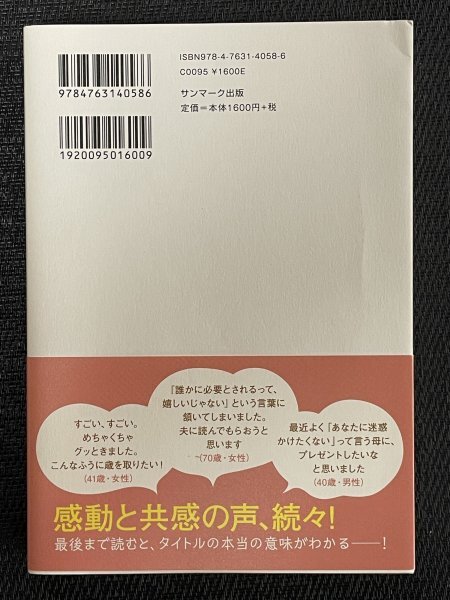 ISBN978-4-7631-4058-6
C0095 ¥1600E
9784763140586
サンマーク出版
定価=本体1600円+税
1920095016009
すごい、すごい。
めちゃくちゃ
グッときました。
こんなふうに歳を取りたい!
(41歳・女性)
「誰かに必要とされるって、
嬉しいじゃない」という言葉に
頷いてしまいました。
夫に読んでもらおうと
思います
(70歳・女性)
最近よく「あなたに迷惑
かけたくない」って言う母に、
プレゼントしたいな
と思いました
(40歳・男性)
感動と共感の声、続々!
最後まで読むと、タイトルの本当の意味がわかる――!